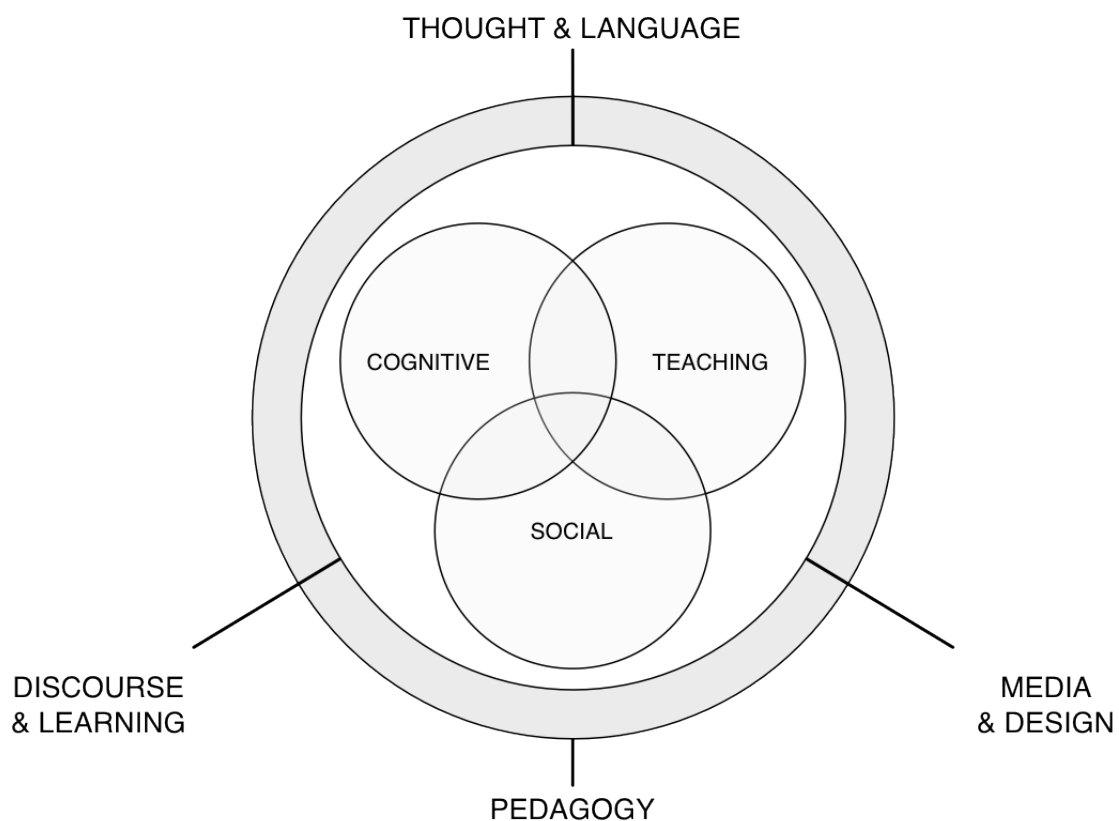 THOUGHT & LANGUAGE
COGNITIVE
TEACHING
SOCIAL
DISCOURSE
& LEARNING
MEDIA
& DESIGN
PEDAGOGY